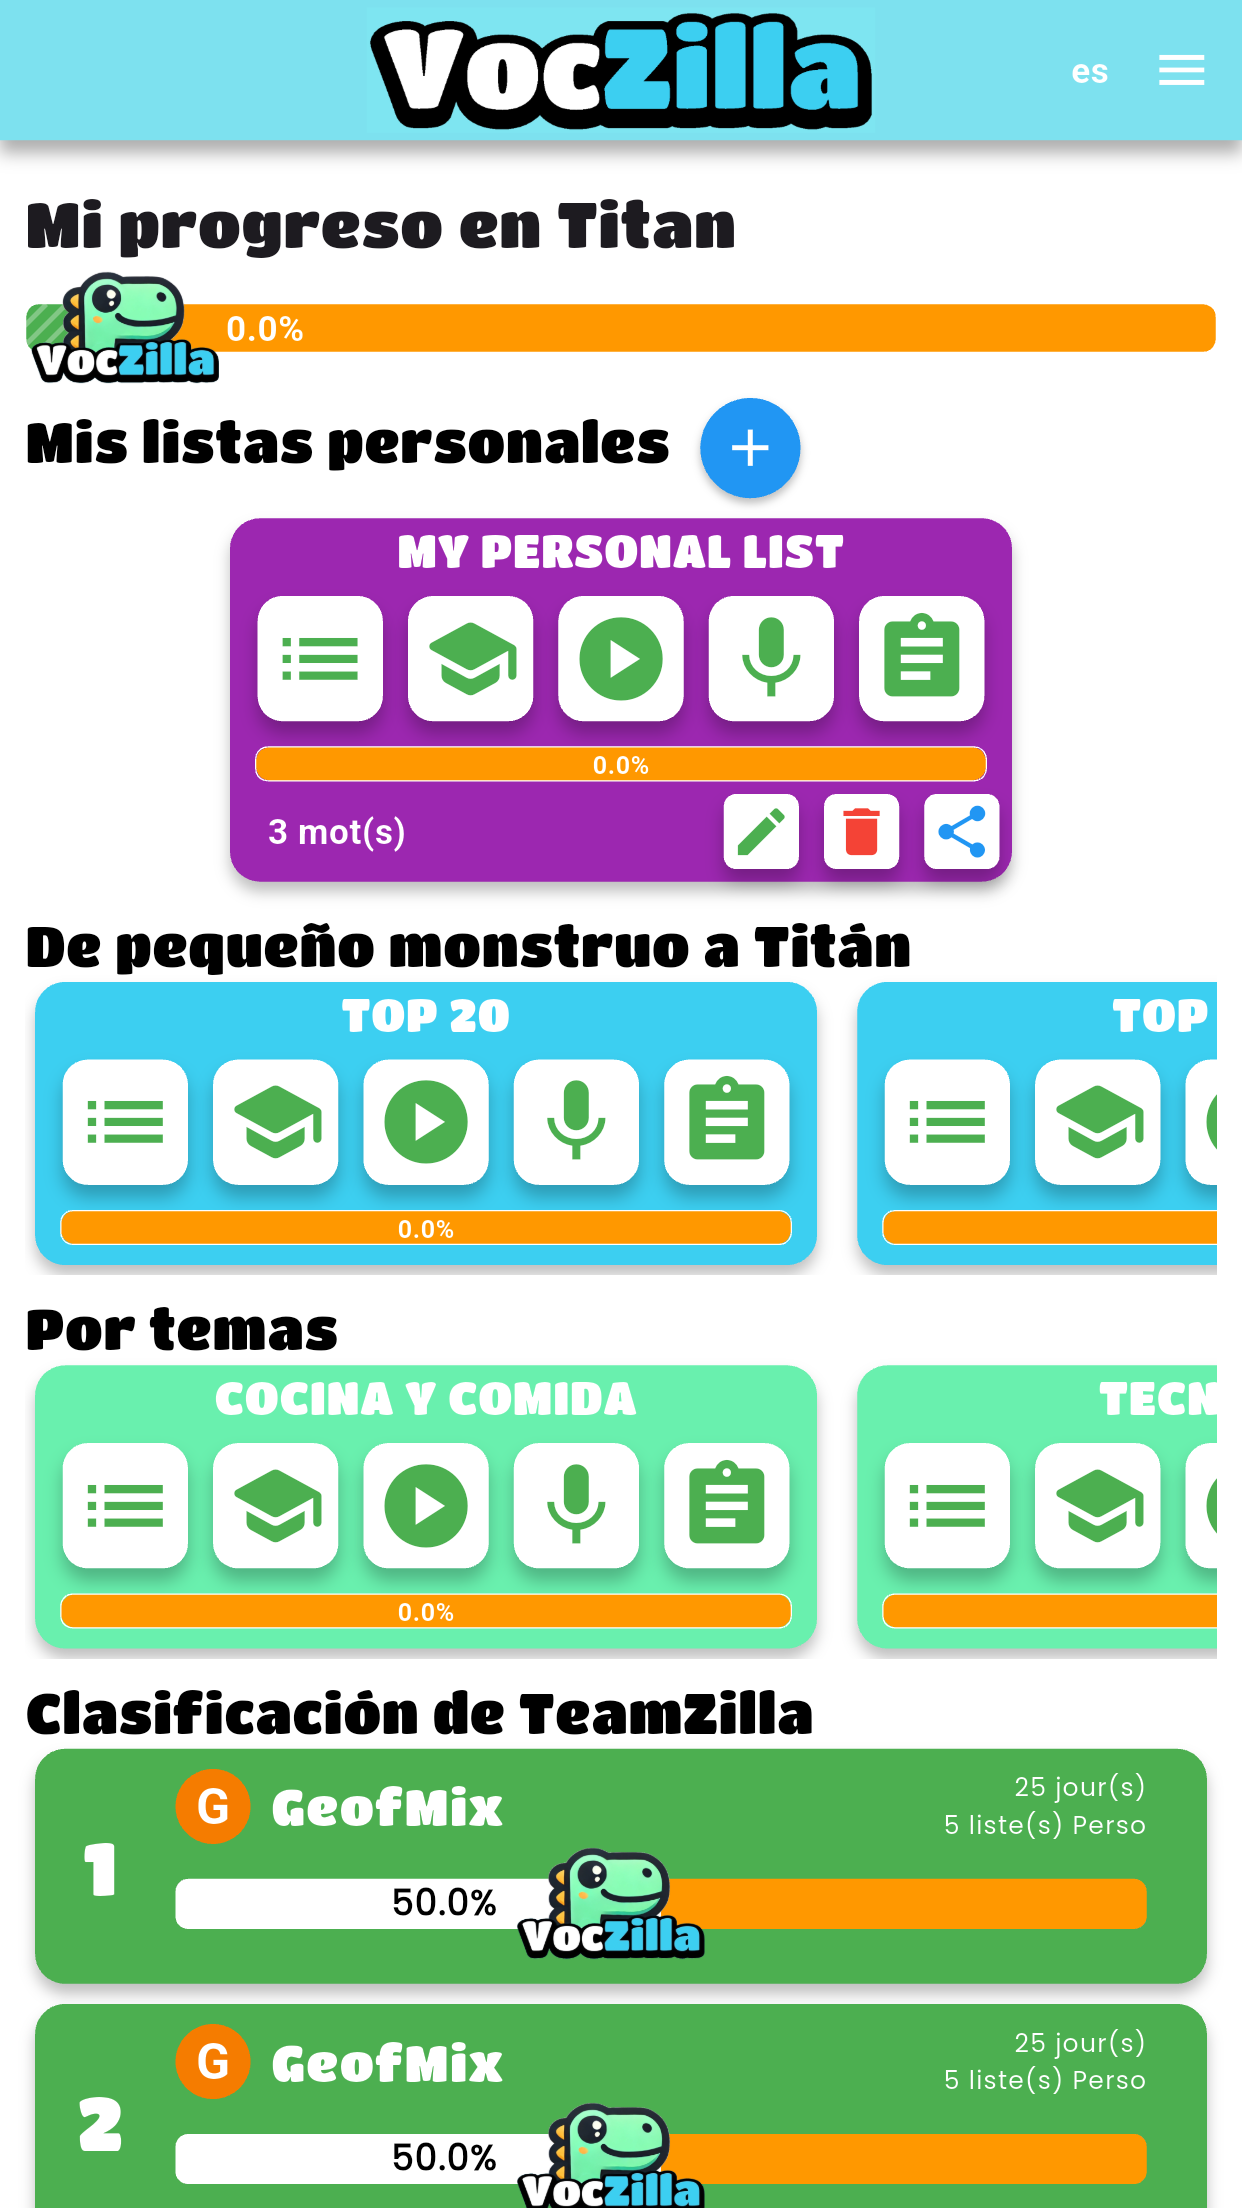 VocZilla
es
Mi progreso en Titan
VocZilla
0.0%
Mis listas personales
MY PERSONAL LIST
0.0%
3 mot(s)
De pequeño monstruo a Titán
TOP 20
TOP
0.0%
Por temas
COCINA Y COMIDA
TECN
0.0%
Clasificación de TeamZilla
1
G
GeofMix
25 jour(s)
5 liste(s) Perso
50.0%
VocZilla
2
G
GeofMix
25 jour(s)
5 liste(s) Perso
50.0%
VocZilla